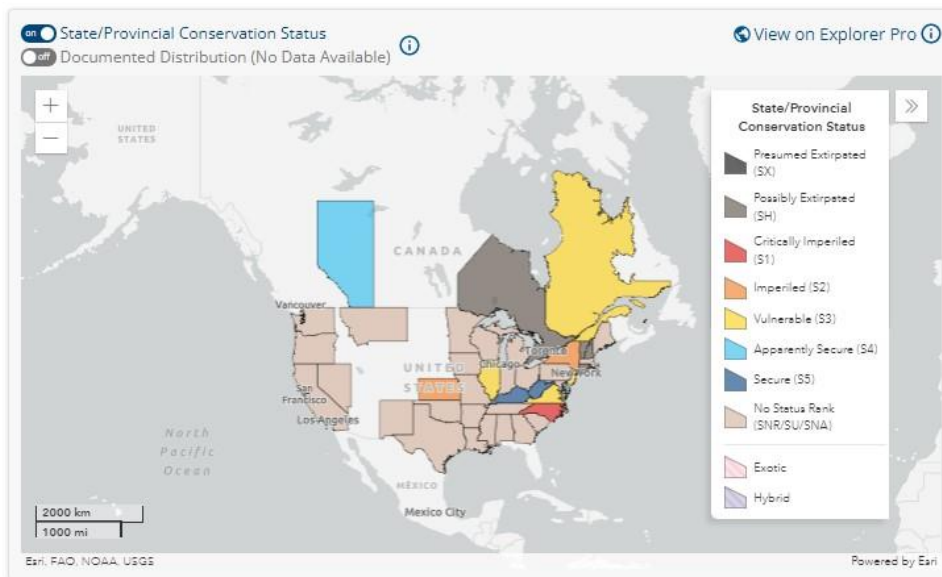 on State/Provincial Conservation Status
off Documented Distribution (No Data Available)
View on Explorer Pro
+
−
UNITED
STATES
CANADA
Vancouver
Toronto
Chicago
UNITED
STATES
New York
San
Francisco
Los Angeles
North
Pacific
Ocean
MÉXICO
Mexico City
2000 km
1000 mi
State/Provincial
Conservation Status
Presumed Extirpated
(SX)
Possibly Extirpated
(SH)
Critically Imperiled
(S1)
Imperiled (S2)
Vulnerable (S3)
Apparently Secure (S4)
Secure (S5)
No Status Rank
(SNR/SU/SNA)
Exotic
Hybrid
Esri, FAO, NOAA, USGS
Powered by Esri